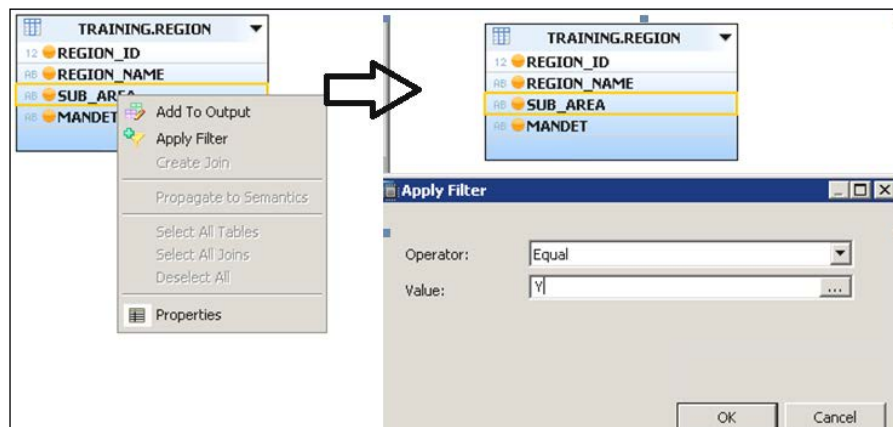 TRAINING.REGION
12 REGION_ID
AB REGION_NAME
AB SUB_AREA
AB MANDET
Add To Output
Apply Filter
Create Join
Propagate to Semantics
Select All Tables
Select All Joins
Deselect All
Properties
TRAINING.REGION
12 REGION_ID
AB REGION_NAME
AB SUB_AREA
AB MANDET
Apply Filter
Operator: Equal
Value: Y ...
OK Cancel